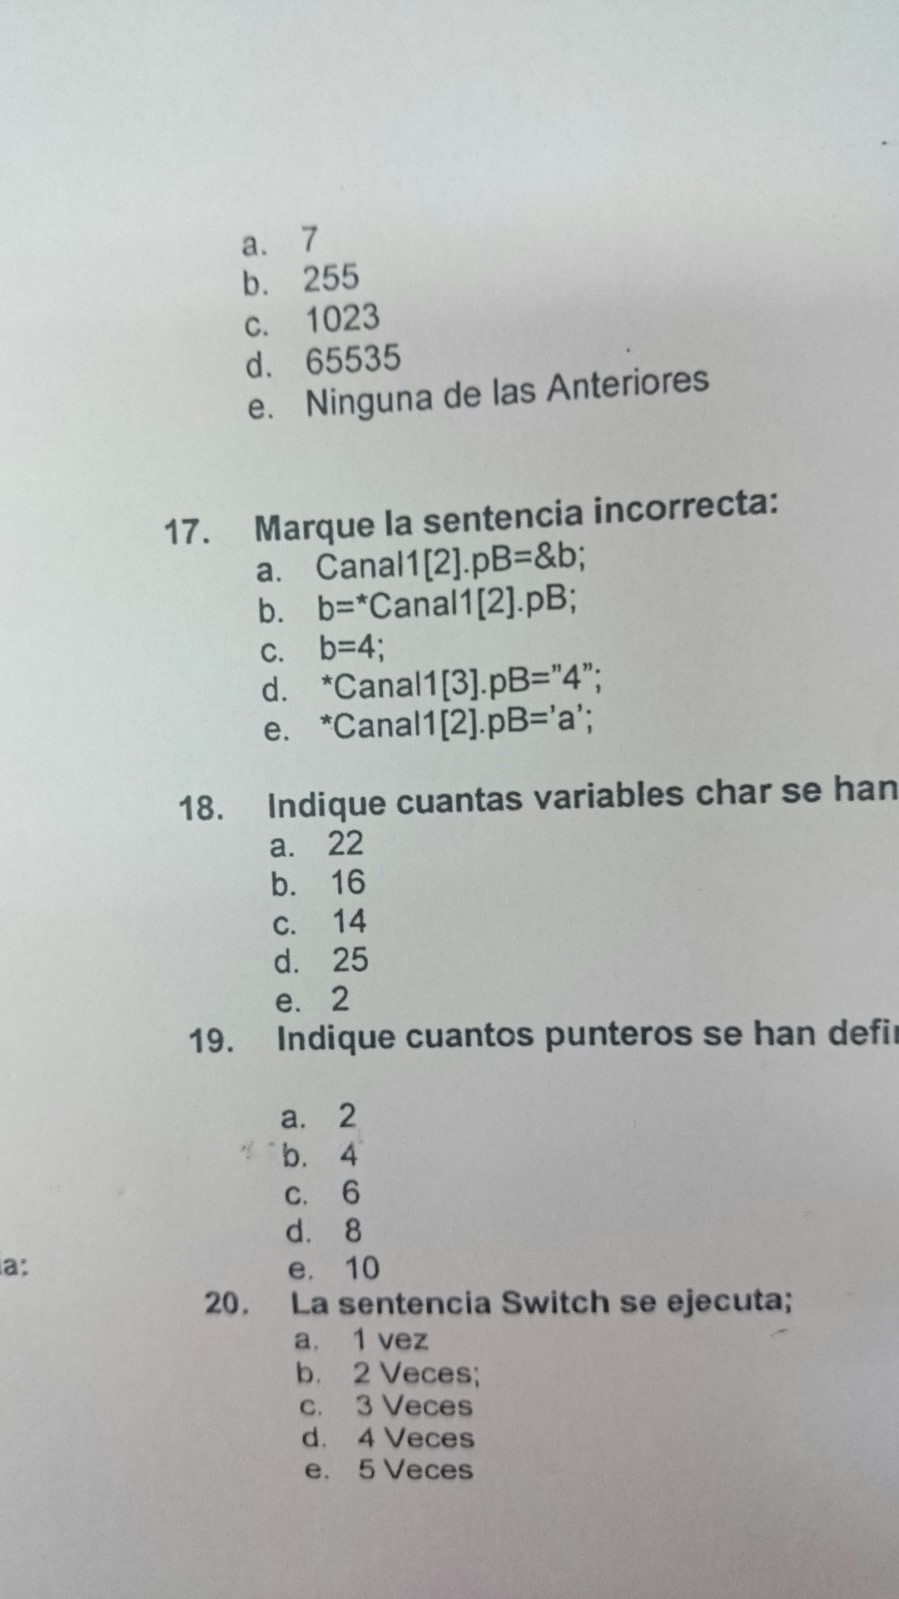 a. 7
b. 255
c. 1023
d. 65535
e. Ninguna de las Anteriores
17. Marque la sentencia incorrecta:
a. Canal1[2].pB=&b;
b. b=*Canal1[2].pB;
c. b=4;
d. *Canal1[3].pB=”4”;
e. *Canal1[2].pB=’a’;
18. Indique cuantas variables char se han
a. 22
b. 16
c. 14
d. 25
e. 2
19. Indique cuantos punteros se han defi
a. 2
b. 4
c. 6
d. 8
e. 10
a:
20. La sentencia Switch se ejecuta;
a. 1 vez
b. 2 Veces;
c. 3 Veces
d. 4 Veces
e. 5 Veces